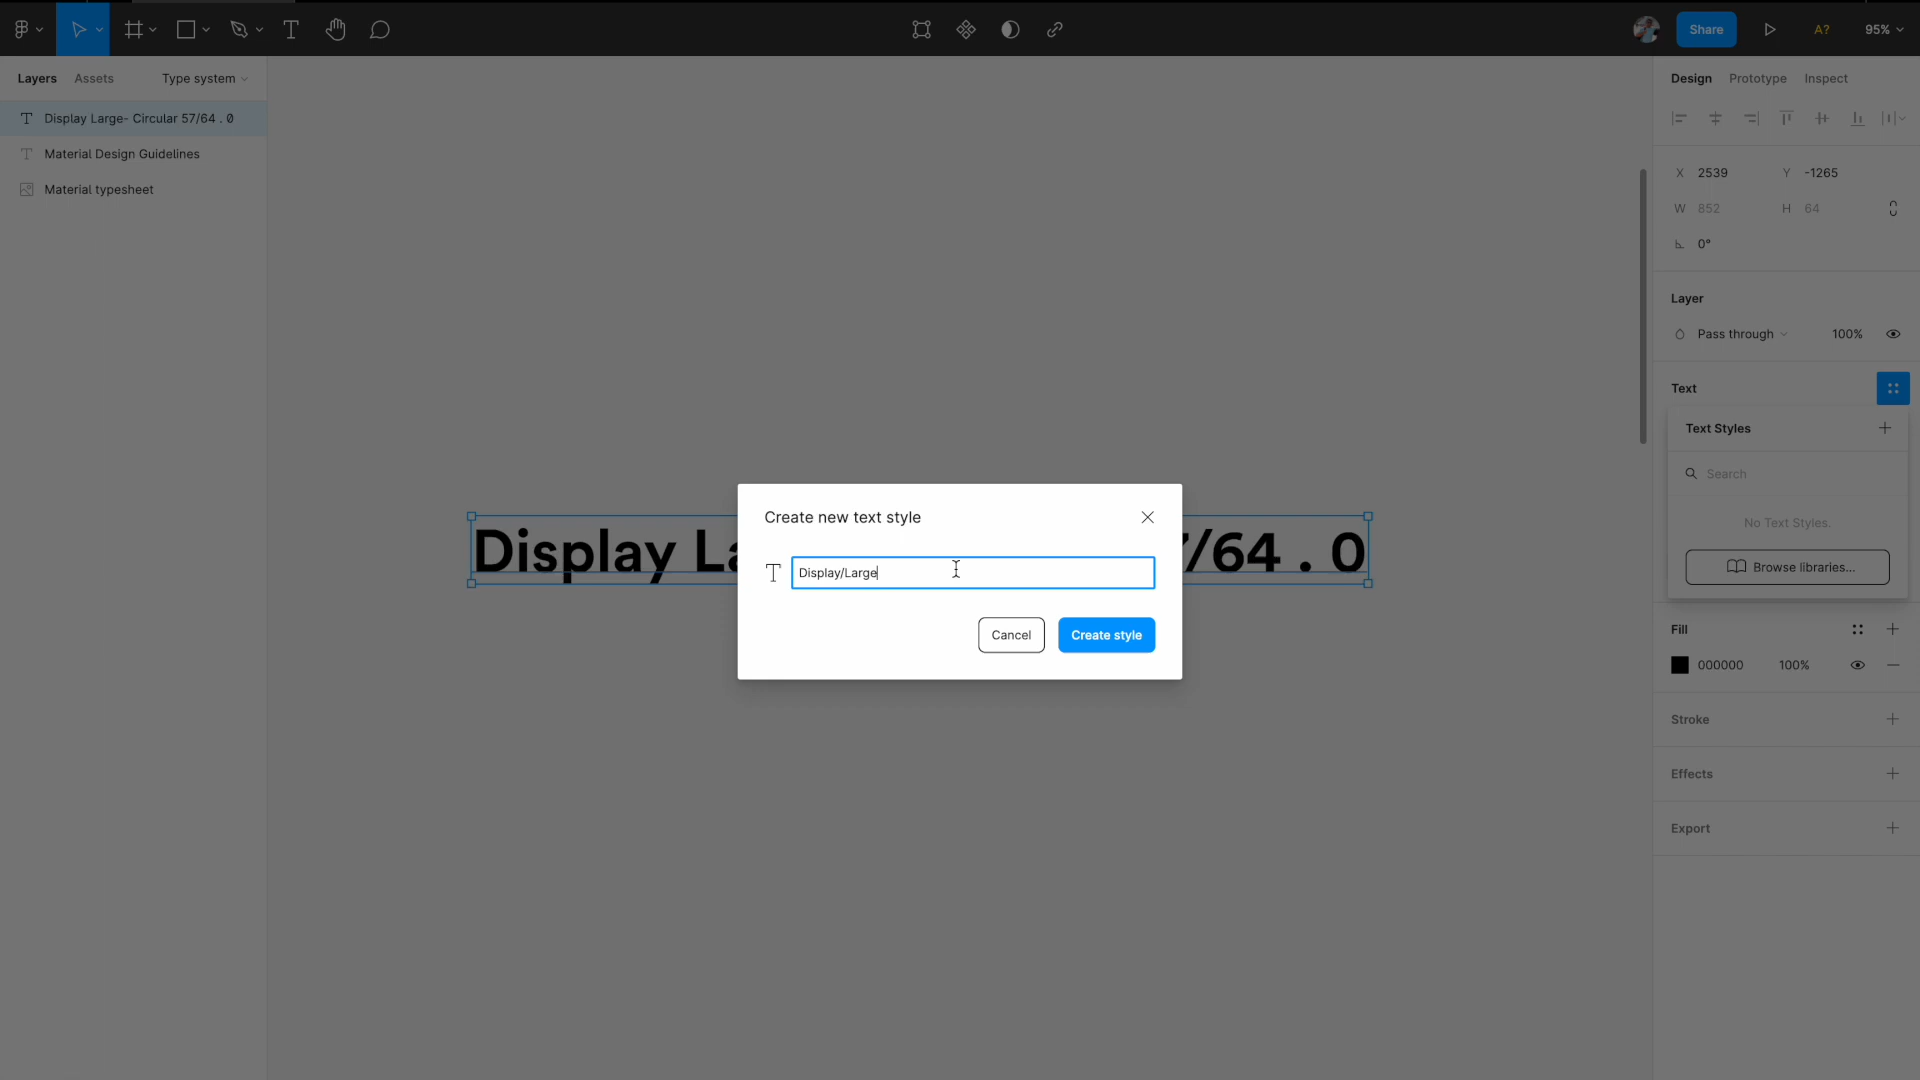 Share
A?
95%
Layers
Assets
Type system
Display Large- Circular 57/64 . 0
Material Design Guidelines
Material typesheet
Design
Prototype
Inspect
X 2539
Y -1265
W 852
H 64
0°
Layer
Pass through
100%
Text
Text Styles
Search
No Text Styles.
Browse libraries...
Fill
000000
100%
Stroke
Effects
Export
Display La
7/64 . 0
Create new text style
Display/Large
Cancel
Create style